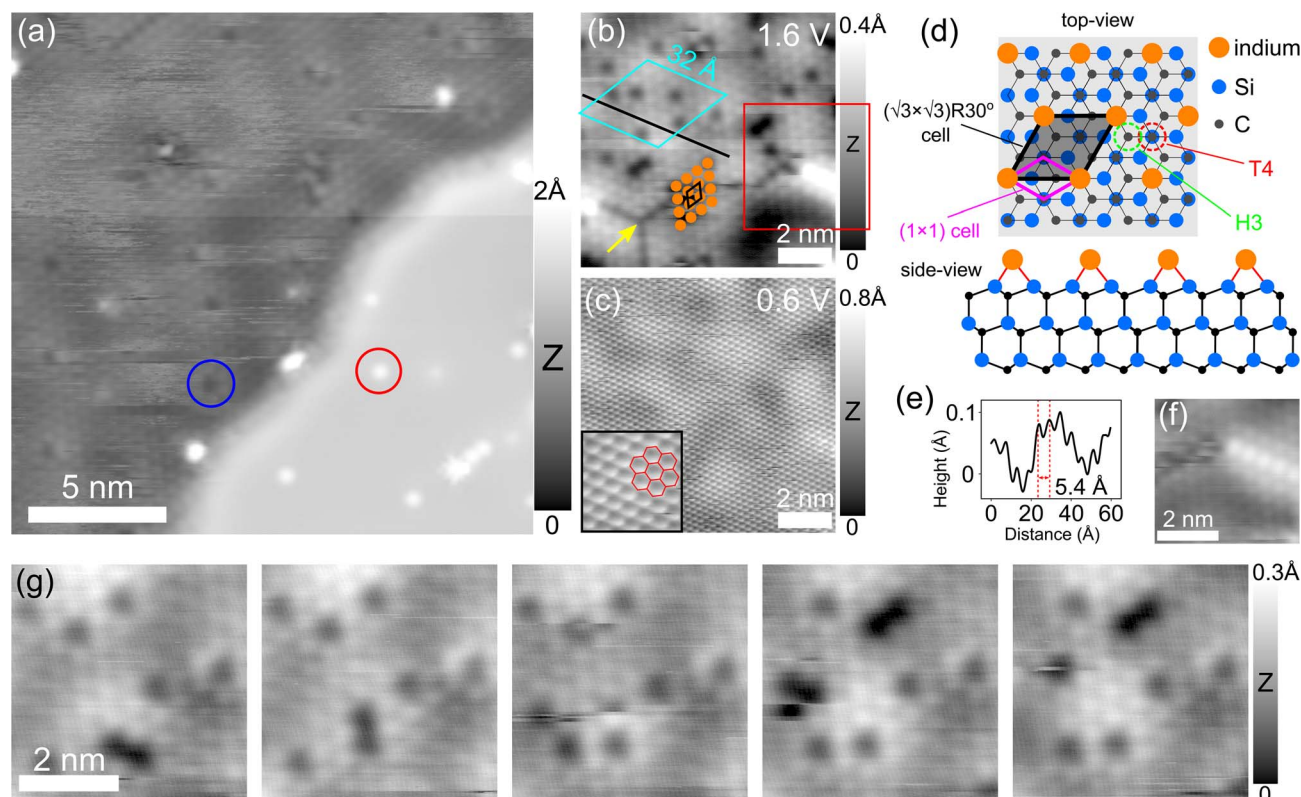 (a)
5 nm
2Å
Z
0
(b)
1.6 V
32 Å
2 nm
0.4Å
Z
0
(c)
0.6 V
2 nm
0.8Å
Z
0
(d)
top-view
indium
Si
C
(√3×√3)R30º
cell
T4
H3
(1×1) cell
side-view
(e)
Height (Å)
0.1
0
5.4 Å
0 20 40 60
Distance (Å)
(f)
2 nm
(g)
2 nm
0.3Å
Z
0